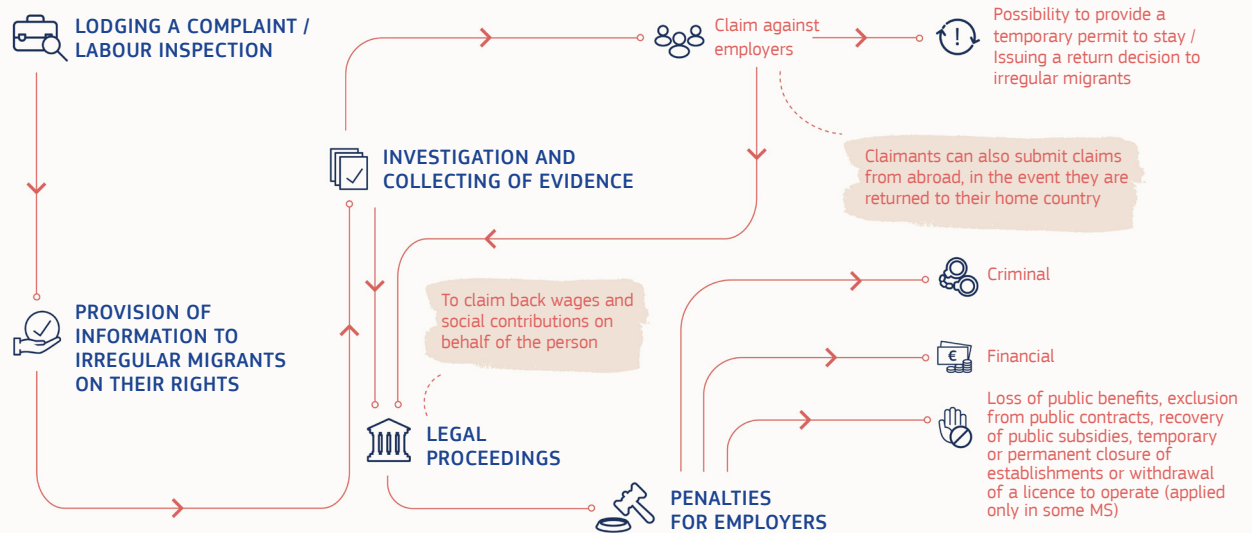 LODGING A COMPLAINT /
LABOUR INSPECTION
Claim against
employers
Possibility to provide a
temporary permit to stay /
Issuing a return decision to
irregular migrants
INVESTIGATION AND
COLLECTING OF EVIDENCE
Claimants can also submit claims
from abroad, in the event they are
returned to their home country
PROVISION OF
INFORMATION TO
IRREGULAR MIGRANTS
ON THEIR RIGHTS
To claim back wages and
social contributions on
behalf of the person
LEGAL
PROCEEDINGS
PENALTIES
FOR EMPLOYERS
Criminal
€
Financial
Loss of public benefits, exclusion
from public contracts, recovery
of public subsidies, temporary
or permanent closure of
establishments or withdrawal
of a licence to operate (applied
only in some MS)